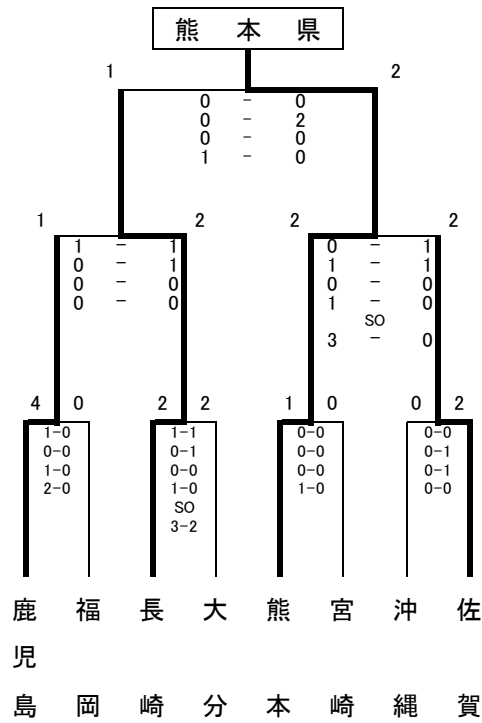 熊 本 県
1 2
0 - 0
0 - 2
0 - 0
1 - 0
1 2 2 2
1 - 1 0 - 1
0 - 1 1 - 1
0 - 0 0 - 0
0 - 0 1 - 0
SO
3 - 0
4 0 2 2 1 0 0 2
1-0 1-1 0-0 0-0
0-0 0-1 0-0 0-1
1-0 0-0 0-0 0-1
2-0 1-0 1-0 0-0
SO
3-2
鹿児島 福岡 長崎 大分 熊本 宮崎 沖縄 佐賀